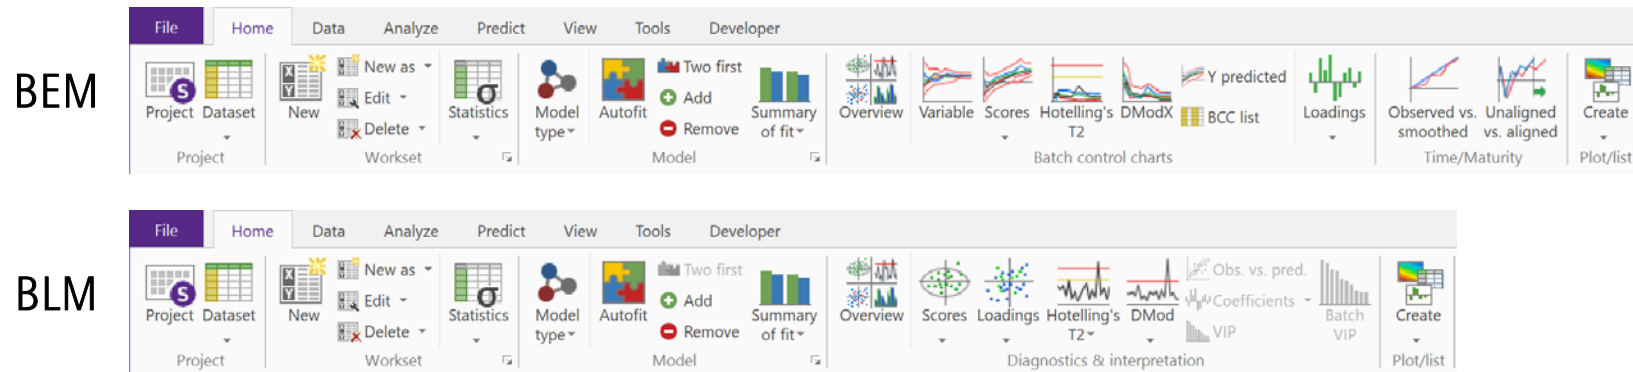 BEM
File Home Data Analyze Predict View Tools Developer
Project Dataset New New as Edit Delete Statistics Model type Autofit Two first Add Remove Summary of fit Overview Variable Scores Hotelling's T2 DModX Y predicted BCC list Loadings Observed vs. smoothed Unaligned vs. aligned Create
Project Workset Model Batch control charts Time/Maturity Plot/list
BLM
File Home Data Analyze Predict View Tools Developer
Project Dataset New New as Edit Delete Statistics Model type Autofit Two first Add Remove Summary of fit Overview Scores Loadings Hotelling's T2 DMod Obs. vs. pred. Coefficients VIP Batch VIP Create
Project Workset Model Diagnostics & interpretation Plot/list